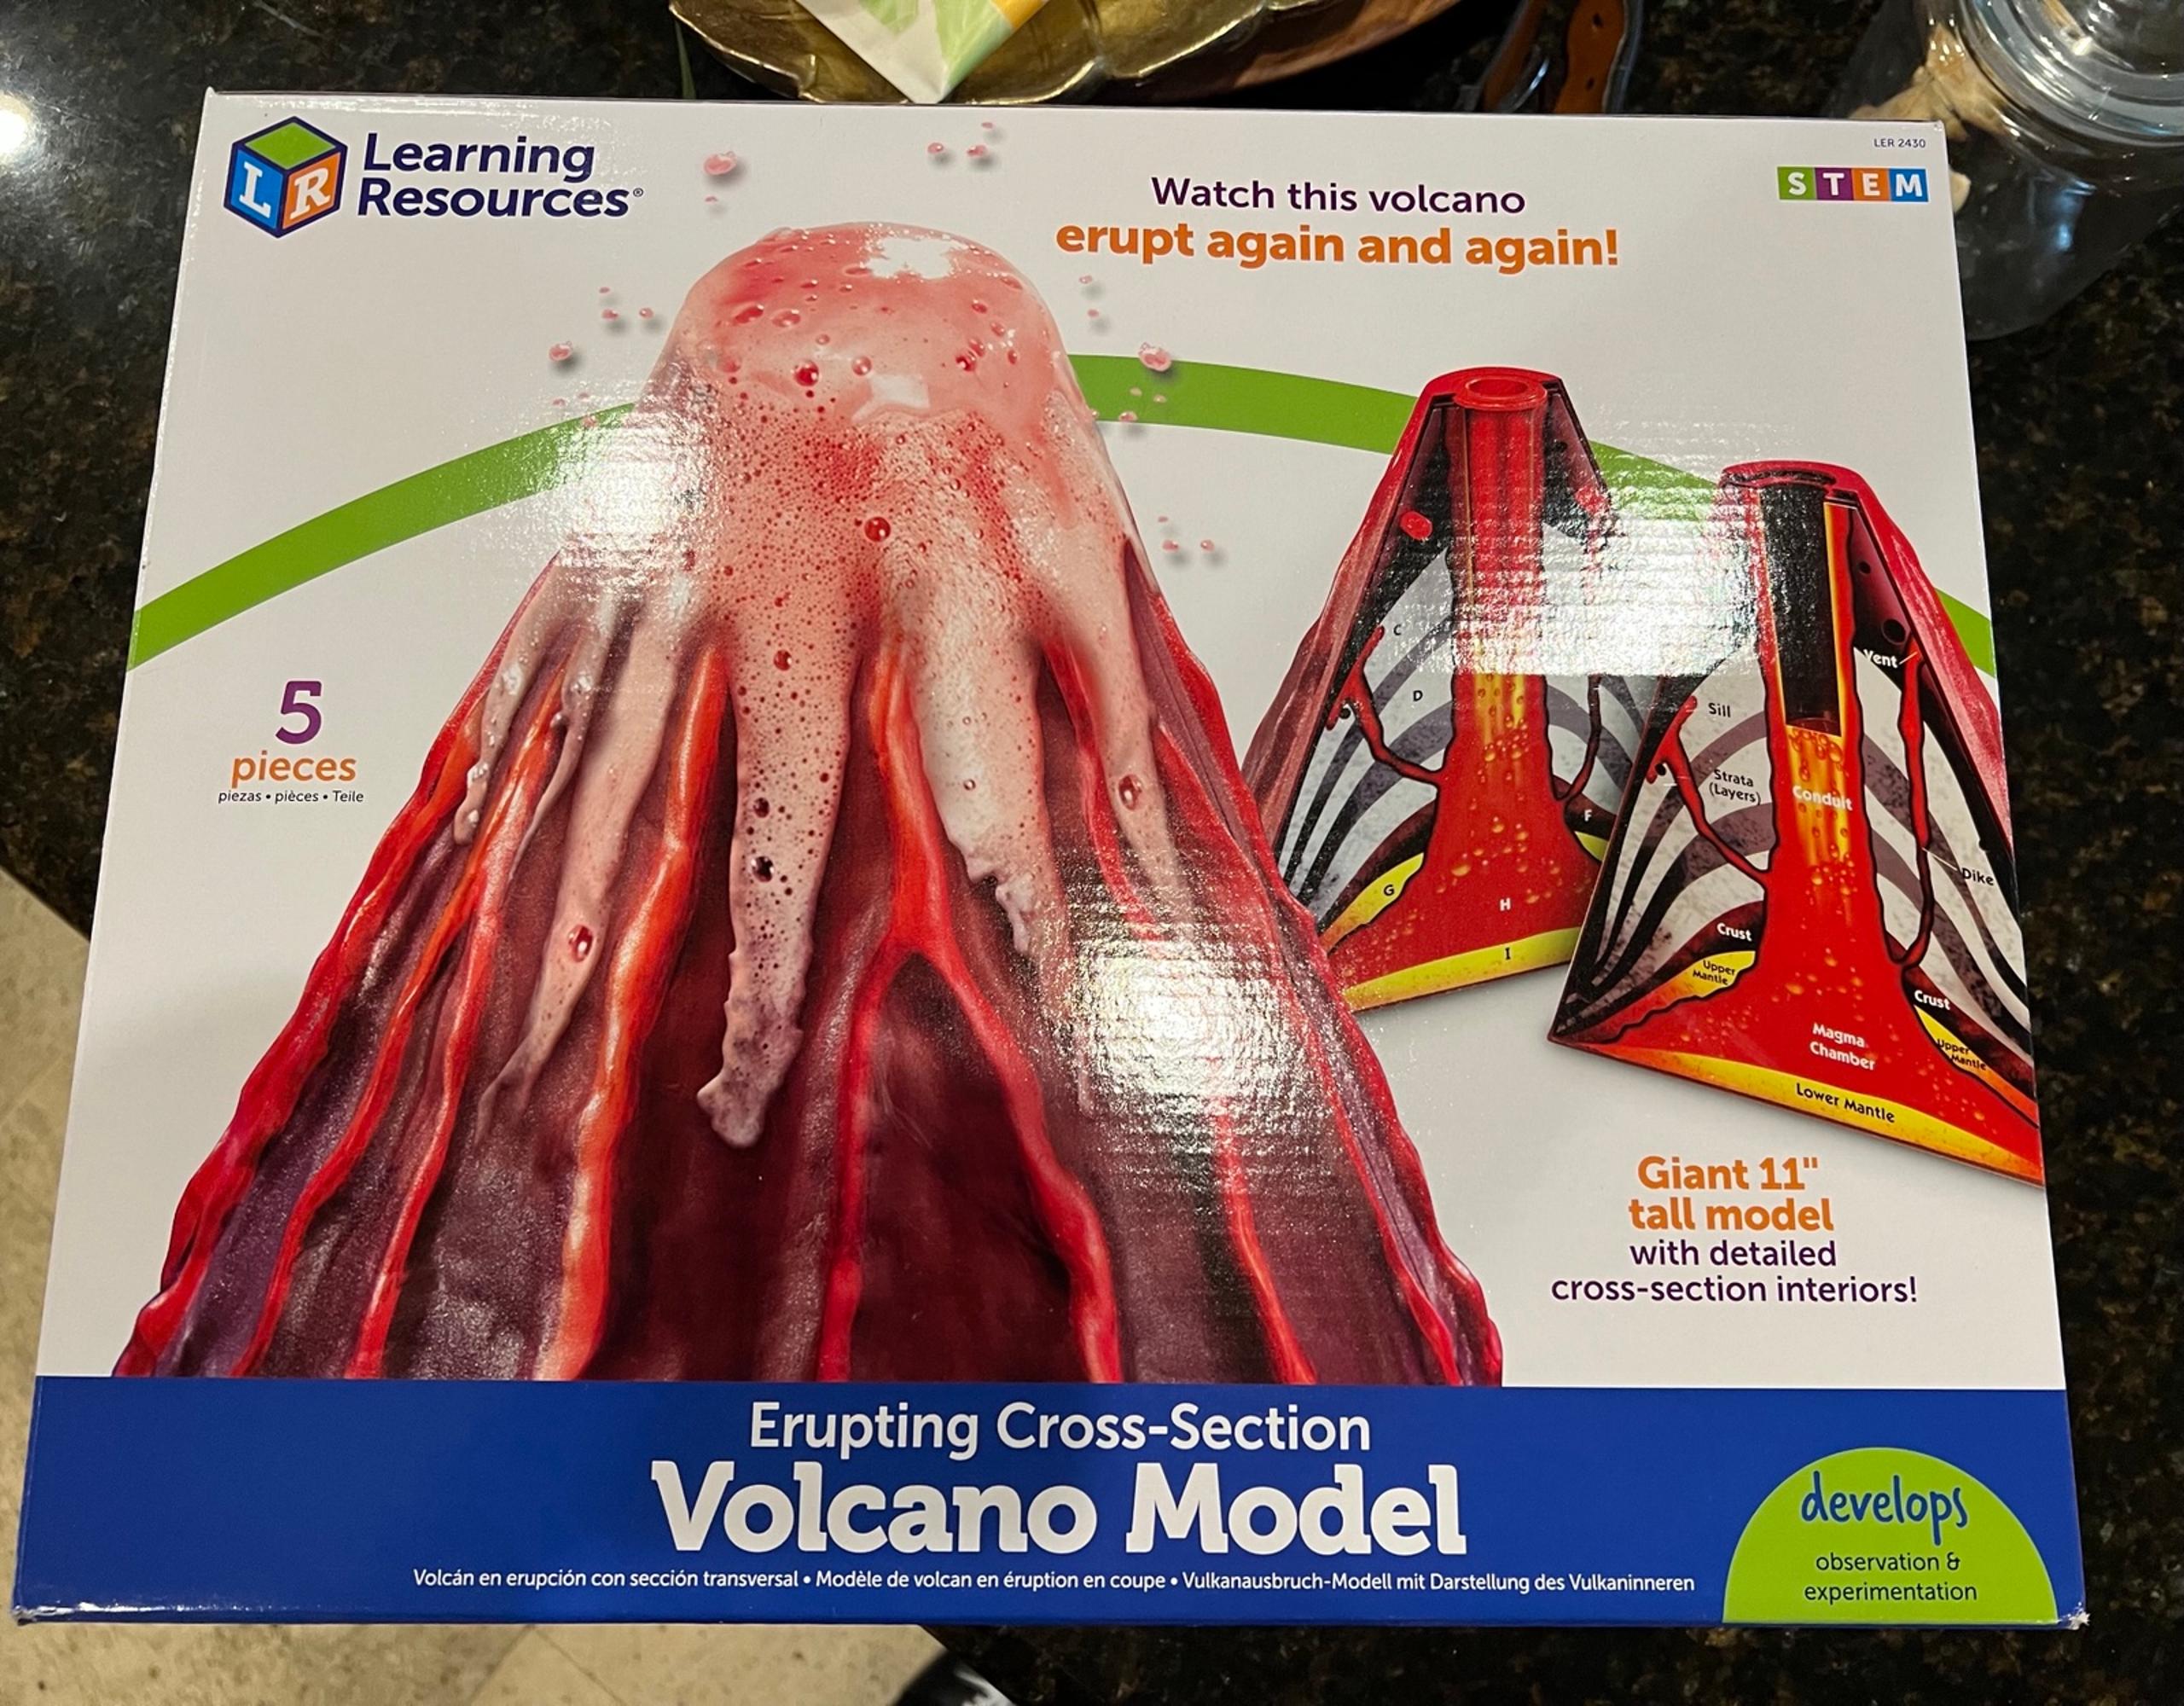 Learning
Resources®
LR
Watch this volcano
erupt again and again!
LER 2430
STEM
5
pieces
piezas • pièces • Teile
C
D
F
G
H
I
Vent
Sill
Strata
(Layers)
Conduit
Dike
Crust
Upper
Mantle
Crust
Upper
Mantle
Magma
Chamber
Lower Mantle
Giant 11"
tall model
with detailed
cross-section interiors!
Erupting Cross-Section
Volcano Model
Volcán en erupción con sección transversal • Modèle de volcan en éruption en coupe • Vulkanausbruch-Modell mit Darstellung des Vulkaninneren
develops
observation &
experimentation